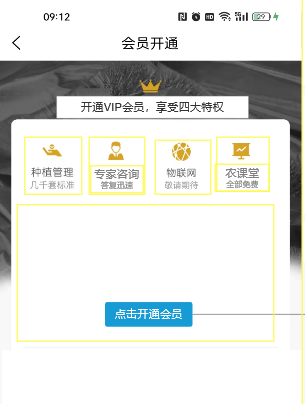 09:12
29
会员开通
开通VIP会员，享受四大特权
种植管理 专家咨询 物联网 农课堂
几千套标准 答复迅速 敬请期待 全部免费
点击开通会员